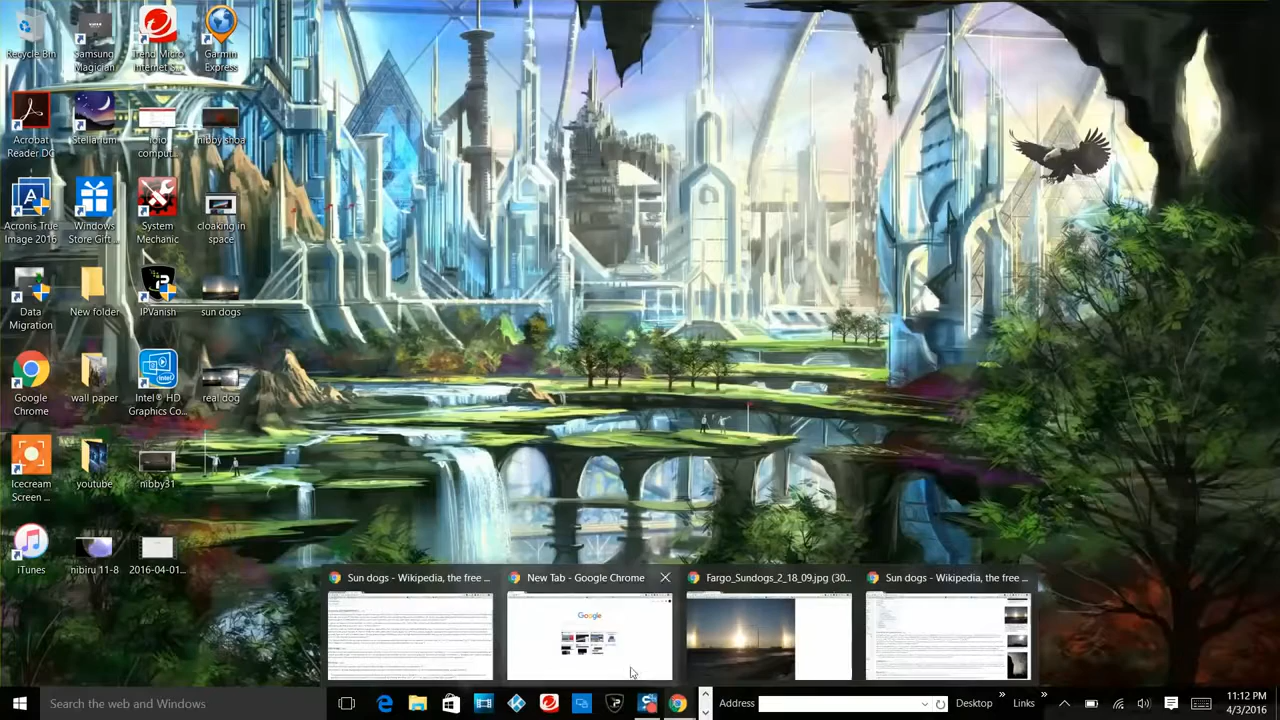 Recycle Bin
Samsung Magician
Trend Micro Internet S...
Garmin Express
Acrobat Reader DC
Stellarium
comput...
nibby shoa
Acronis True Image 2016
Windows Store Gift ...
System Mechanic
cloaking in space.
Data Migration
New folder
IPVanish
sun dogs
Google Chrome
wall paper
Intel® HD Graphics Co...
real dog
Icecream Screen ...
youtube
nibby31
iTunes
nibiru 11-8
2016-04-01...
Sun dogs - Wikipedia, the free ...
New Tab - Google Chrome
Fargo_Sundogs_2_18_09.jpg (30...
Sun dogs - Wikipedia, the free ...
Google
Search the web and Windows
Address
Desktop
Links
11:12 PM
4/3/2016